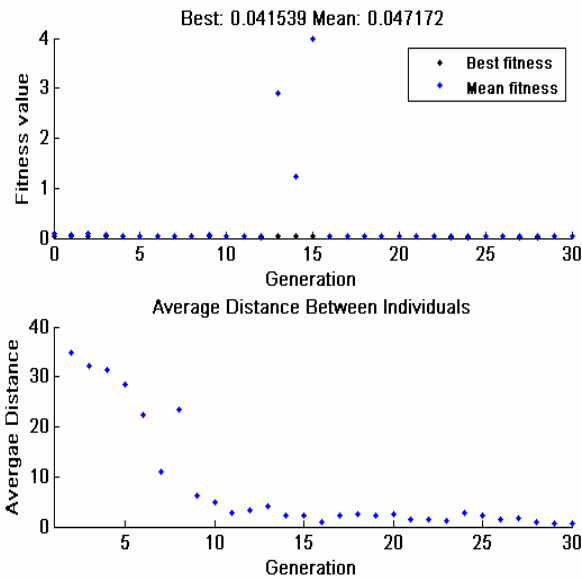 Best: 0.041539 Mean: 0.047172
4
3
2
1
0
Fitness value
Best fitness
Mean fitness
0 5 10 15 20 25 30
Generation
Average Distance Between Individuals
40
30
20
10
0
Avergae Distance
5 10 15 20 25 30
Generation